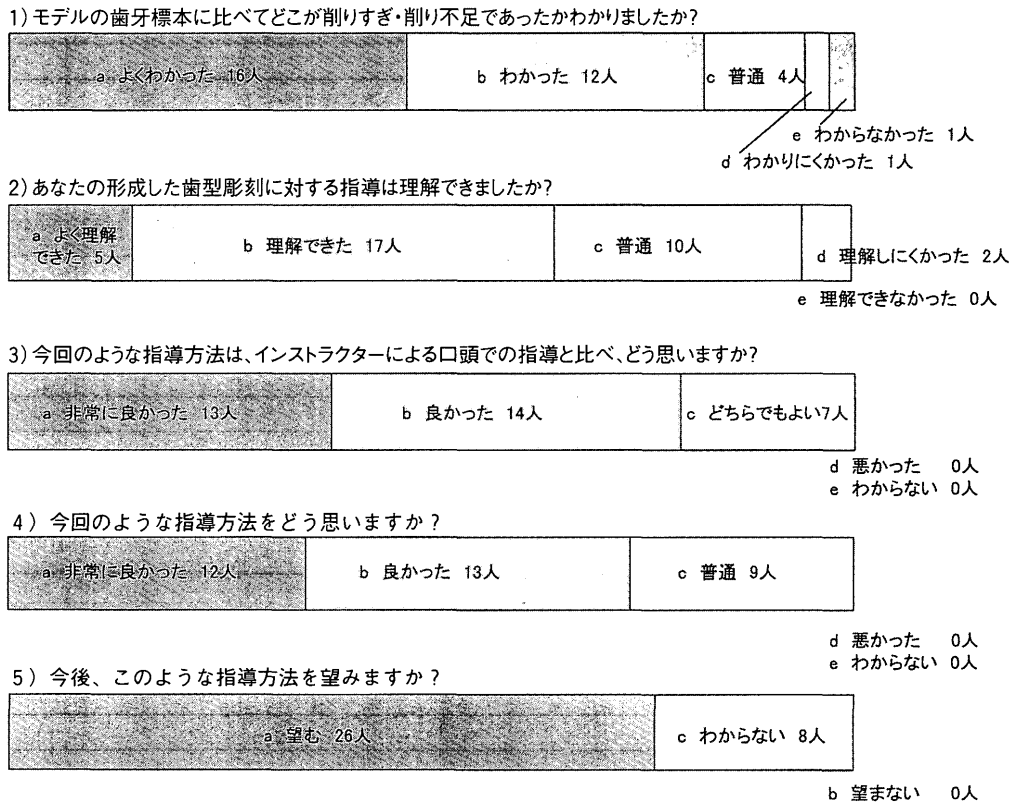 1)モデルの歯牙標本に比べてどこが削りすぎ・削り不足であったかわかりましたか?
a よくわかった 16人
b わかった 12人
c 普通 4人
e わからなかった 1人
d わかりにくかった 1人
2)あなたの形成した歯型彫刻に対する指導は理解できましたか?
a よく理解
できた 5人
b 理解できた 17人
c 普通 10人
d 理解しにくかった 2人
e 理解できなかった 0人
3)今回のような指導方法は、インストラクターによる口頭での指導と比べ、どう思いますか?
a 非常に良かった 13人
b 良かった 14人
c どちらでもよい7人
d 悪かった 0人
e わからない 0人
4)今回のような指導方法をどう思いますか?
a 非常に良かった 12人
b 良かった 13人
c 普通 9人
d 悪かった 0人
e わからない 0人
5)今後、このような指導方法を望みますか?
a 望む 26人
c わからない 8人
b 望まない 0人